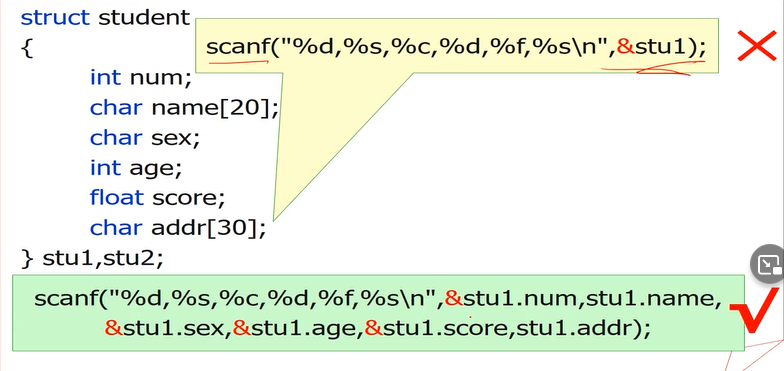 struct student
{
scanf("%d,%s,%c,%d,%f,%s\n",&stu1);
int num;
char name[20];
char sex;
int age;
float score;
char addr[30];
} stu1,stu2;
scanf("%d,%s,%c,%d,%f,%s\n",&stu1.num,stu1.name,
&stu1.sex,&stu1.age,&stu1.score,stu1.addr);